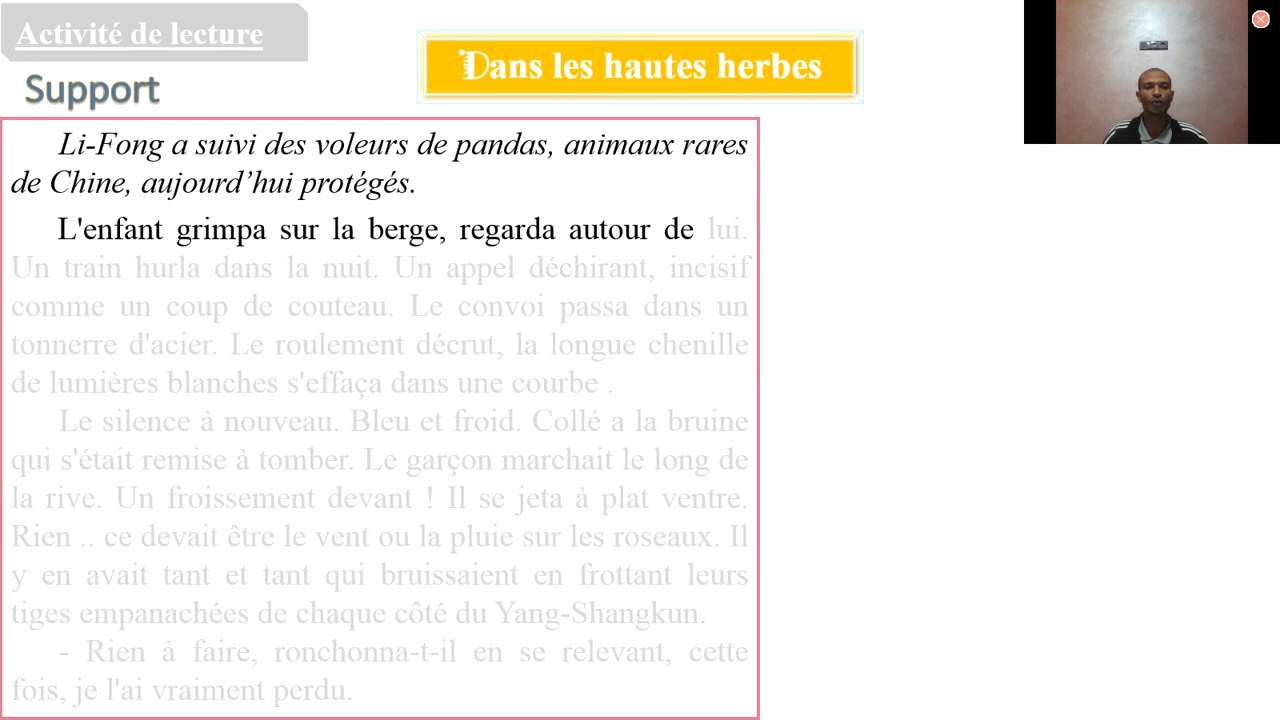 Activité de lecture
Support
Dans les hautes herbes
Li-Fong a suivi des voleurs de pandas, animaux rares
de Chine, aujourd’hui protégés.
L'enfant grimpa sur la berge, regarda autour de lui.
Un train hurla dans la nuit. Un appel déchirant, incisif
comme un coup de couteau. Le convoi passa dans un
tonnerre d'acier. Le roulement décrut, la longue chenille
de lumières blanches s'effaça dans une courbe .
Le silence à nouveau. Bleu et froid. Collé a la bruine
qui s'était remise à tomber. Le garçon marchait le long de
la rive. Un froissement devant ! Il se jeta à plat ventre.
Rien .. ce devait être le vent ou la pluie sur les roseaux. Il
y en avait tant et tant qui bruissaient en frottant leurs
tiges empanachées de chaque côté du Yang-Shangkun.
- Rien à faire, ronchonna-t-il en se relevant, cette
fois, je l'ai vraiment perdu.